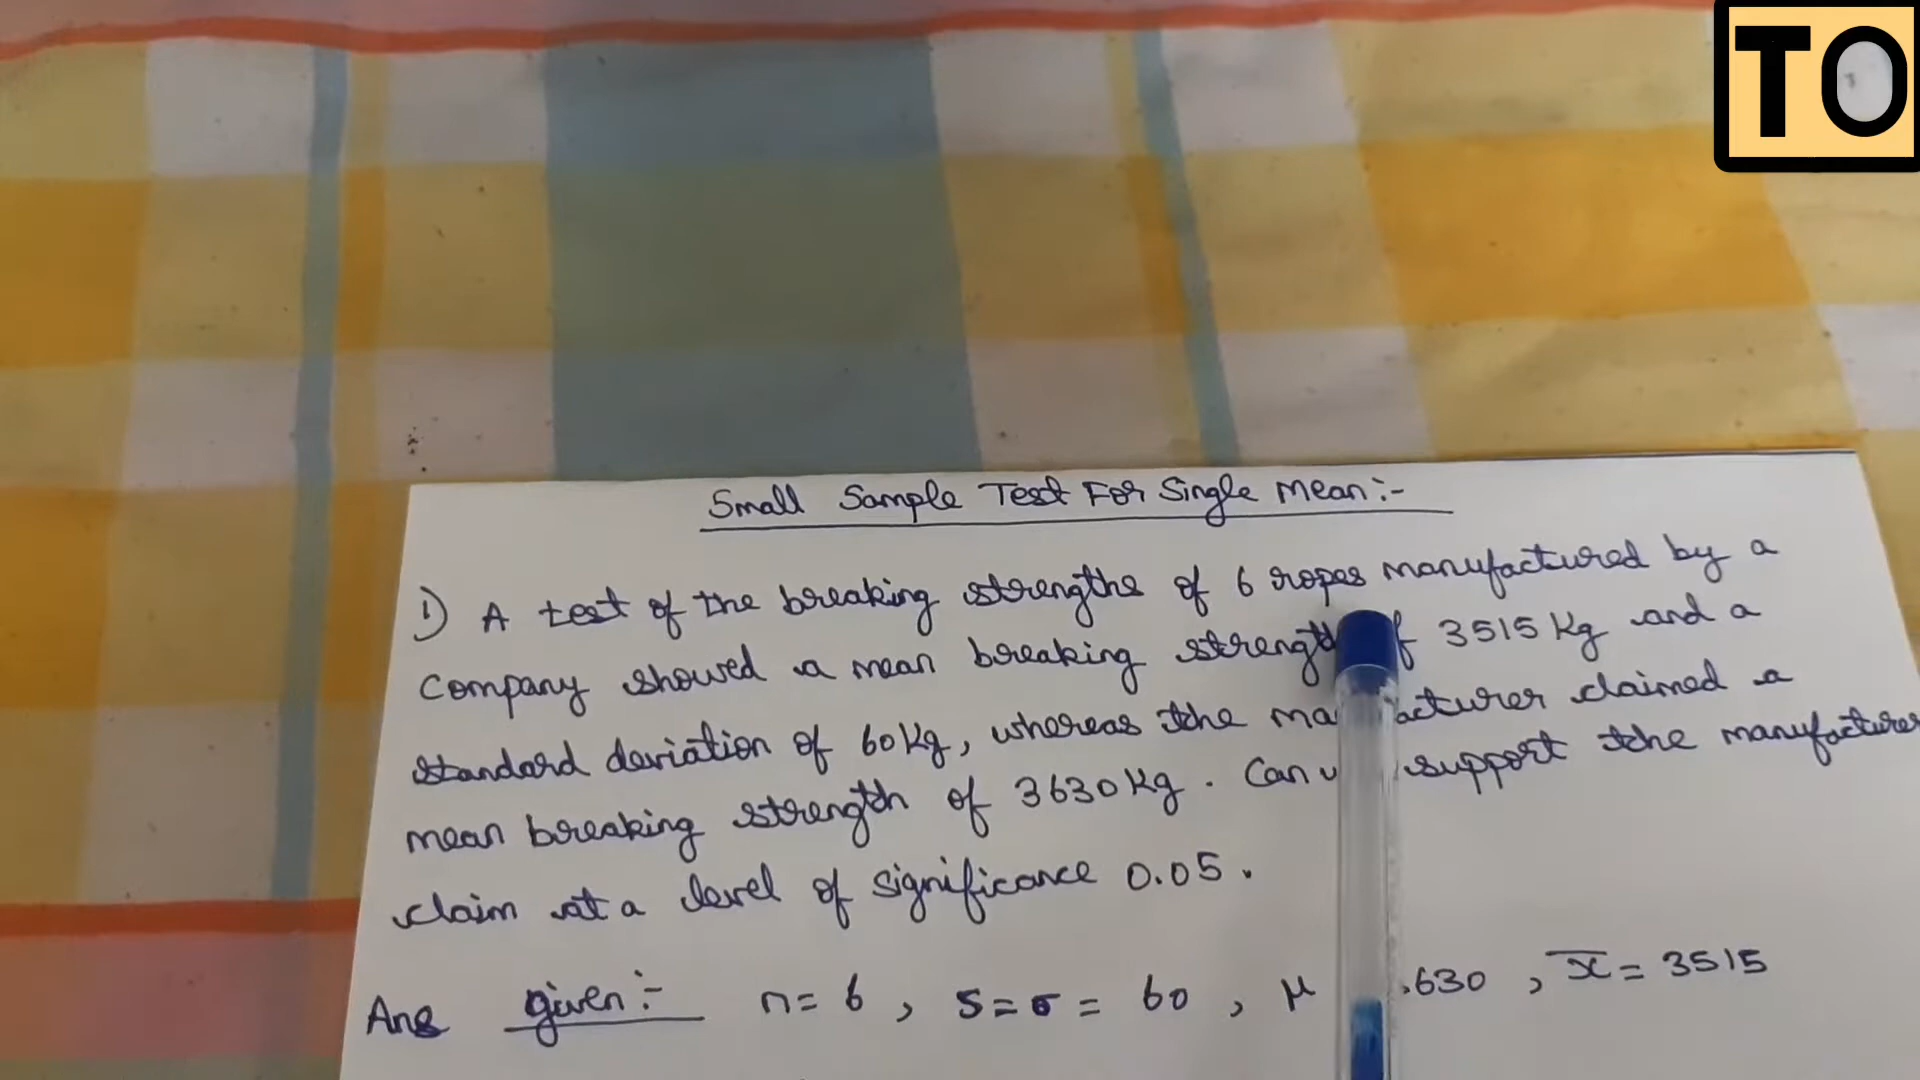 TO
Small Sample Test For Single Mean:-
1) A test of the breaking strengths of 6 ropes manufactured by a
Company showed a mean breaking strength of 3515 Kg and a
standard deviation of 60 Kg, whereas the manufacturer claimed a
mean breaking strength of 3630 Kg. Can support the manufacturer
claim at a level of significance 0.05.
Ans given:- n = 6, S = σ = 60, μ 630, x̄ = 3515